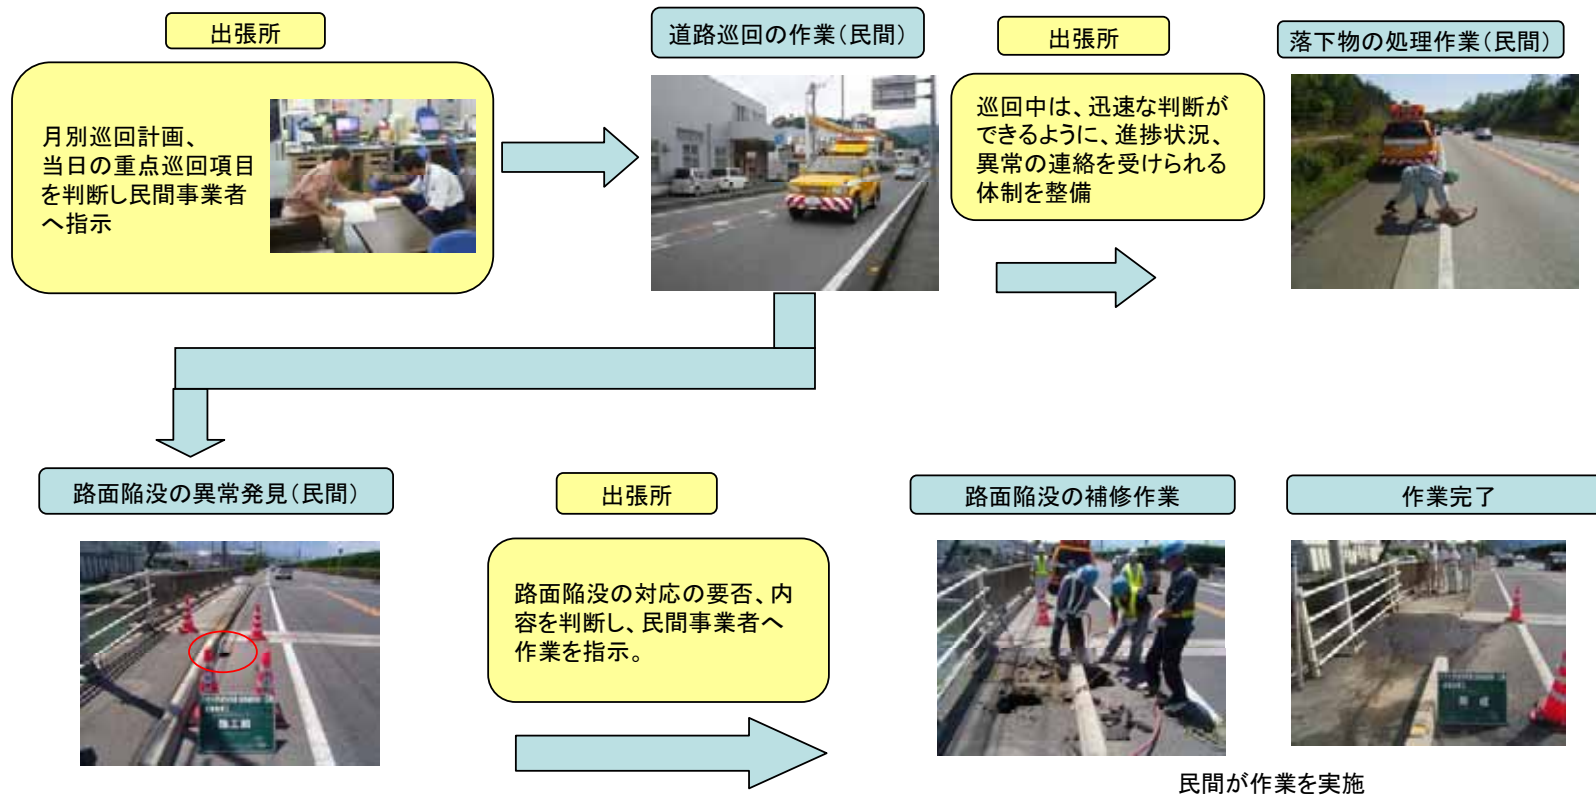 出張所
月別巡回計画、
当日の重点巡回項目
を判断し民間事業者
へ指示
道路巡回の作業(民間)
出張所
巡回中は、迅速な判断が
できるように、進捗状況、
異常の連絡を受けられる
体制を整備
落下物の処理作業(民間)
路面陥没の異常発見(民間)
施工前
出張所
路面陥没の対応の要否、内
容を判断し、民間事業者へ
作業を指示。
路面陥没の補修作業
作業完了
民間が作業を実施